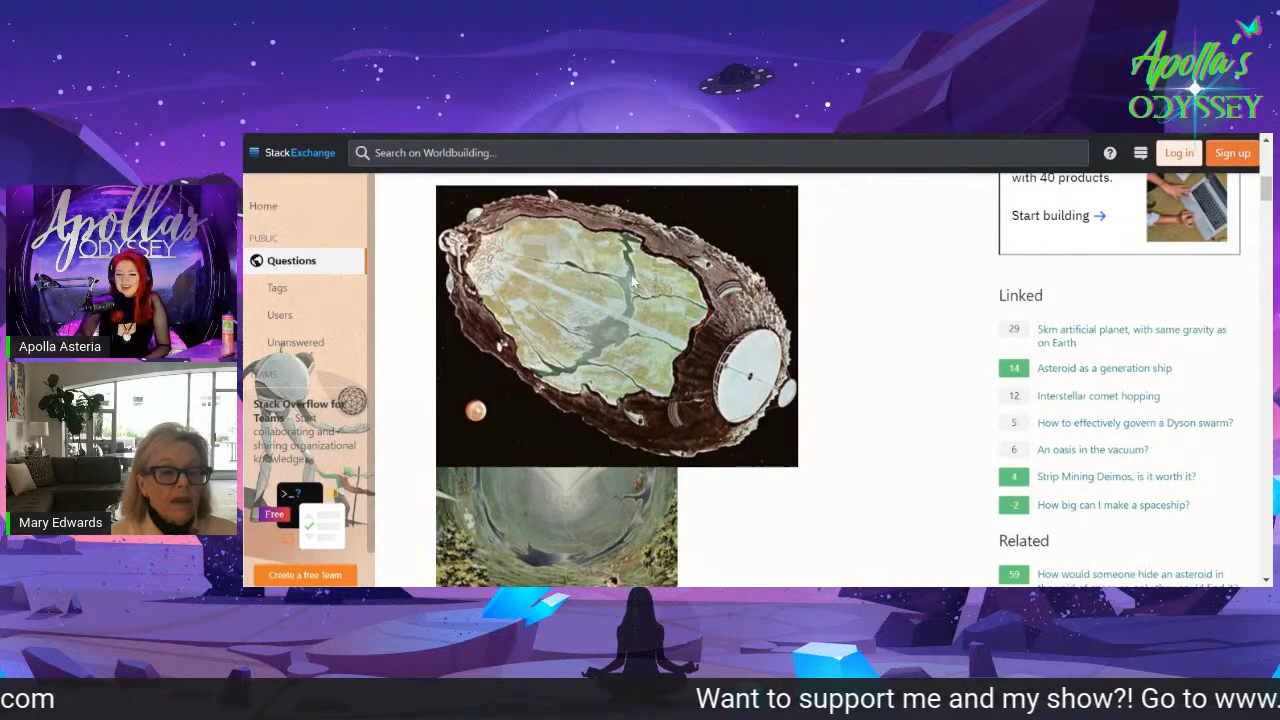 Apolla's
ODYSSEY
StackExchange
Search on Worldbuilding...
Log in
Sign up
Home
PUBLIC
Questions
Tags
Users
Unanswered
TEAMS
Stack Overflow for
Teams – Start
collaborating and
sharing organizational
knowledge.
>_?
Free
Create a free Team
with 40 products.
Start building →
Linked
29 5km artificial planet, with same gravity as
on Earth
14 Asteroid as a generation ship
12 Interstellar comet hopping
5 How to effectively govern a Dyson swarm?
6 An oasis in the vacuum?
4 Strip Mining Deimos, is it worth it?
-2 How big can I make a spaceship?
Related
59 How would someone hide an asteroid in
Apollas
ODYSSEY
Apolla Asteria
Mary Edwards
com
Want to support me and my show?! Go to www.